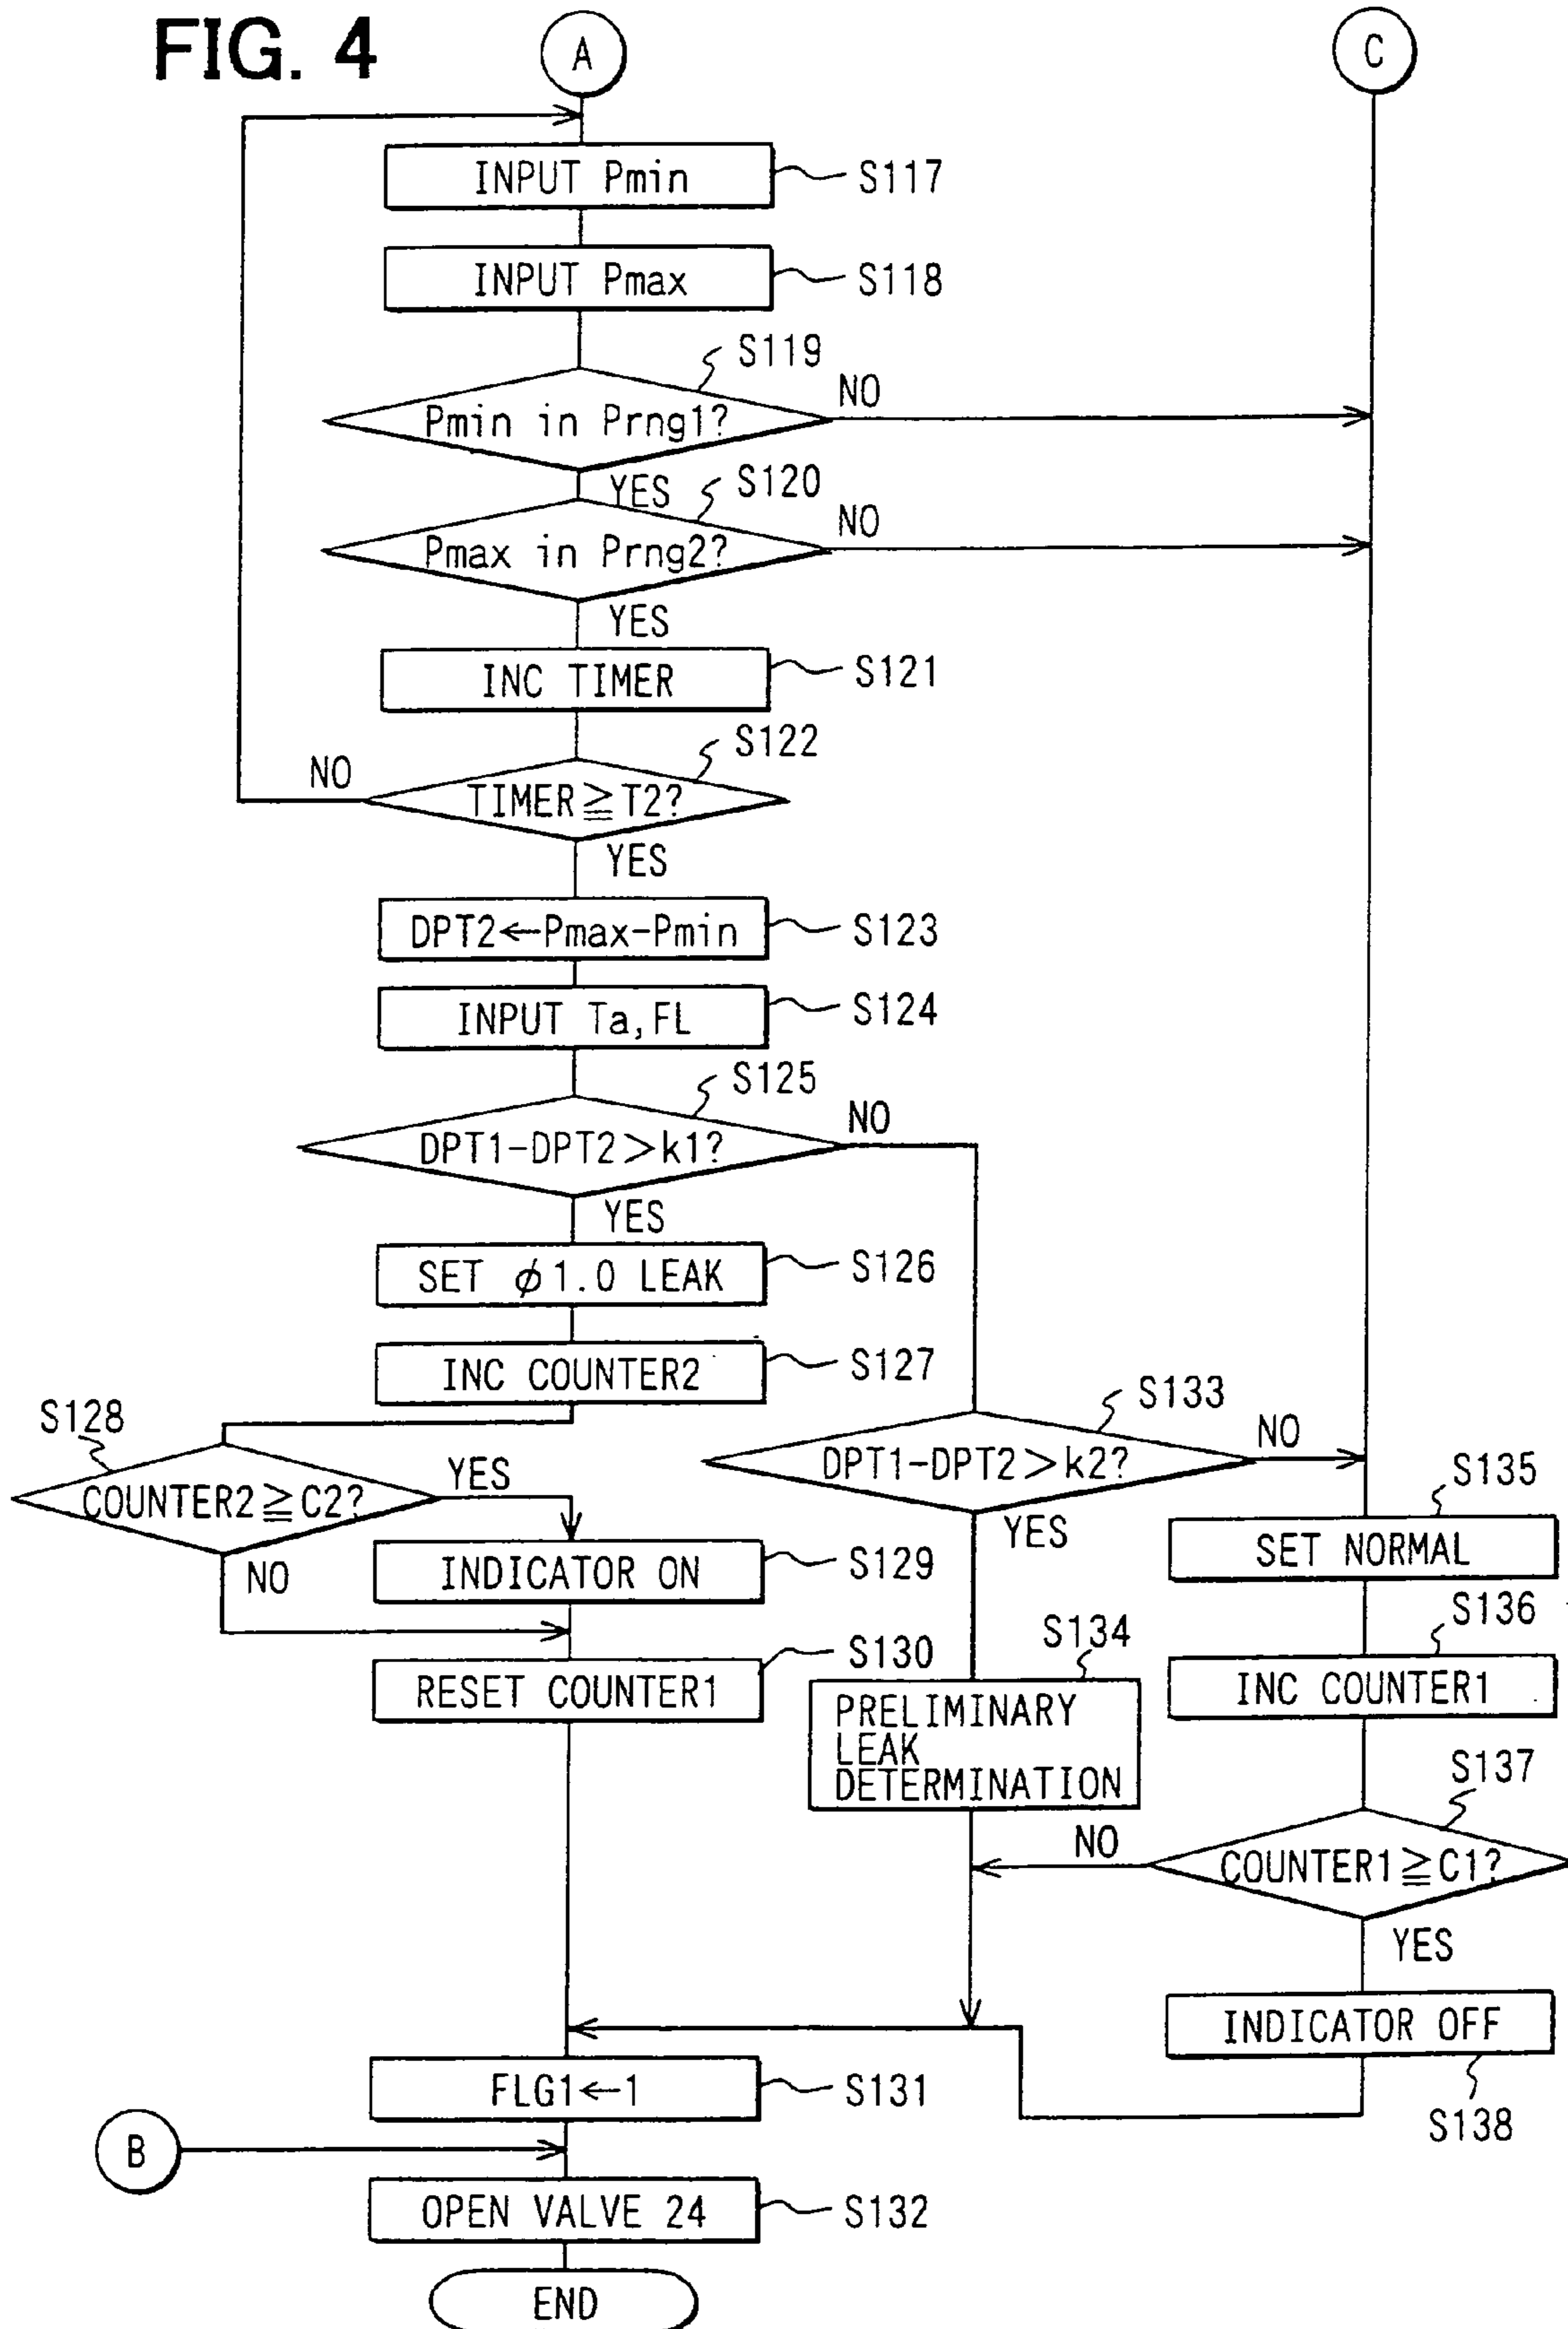 FIG. 4
A
C
INPUT Pmin
S117
INPUT Pmax
S118
S119
Pmin in Prng1?
NO
YES
S120
Pmax in Prng2?
NO
YES
INC TIMER
S121
S122
NO
TIMER≧T2?
YES
DPT2←Pmax-Pmin
S123
INPUT Ta,FL
S124
S125
DPT1-DPT2>k1?
NO
YES
SET φ1.0 LEAK
S126
INC COUNTER2
S127
S128
COUNTER2≧C2?
YES
NO
INDICATOR ON
S129
RESET COUNTER1
S130
S133
DPT1-DPT2>k2?
NO
YES
S134
PRELIMINARY
LEAK
DETERMINATION
S135
SET NORMAL
S136
INC COUNTER1
S137
NO
COUNTER1≧C1?
YES
INDICATOR OFF
S138
FLG1←1
S131
B
OPEN VALVE 24
S132
END